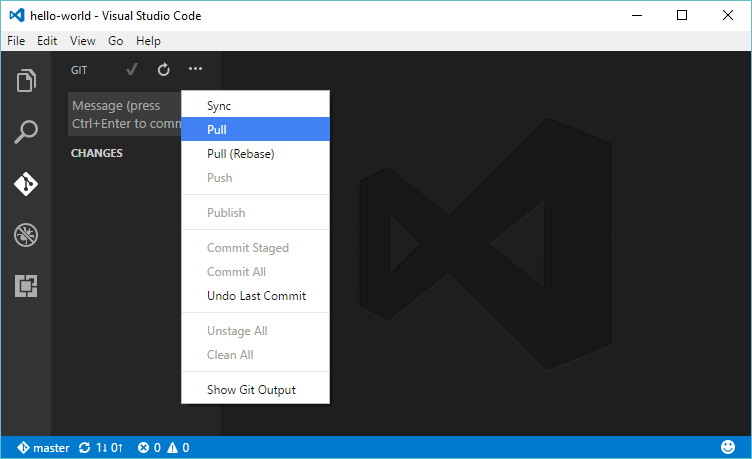 hello-world - Visual Studio Code
File Edit View Go Help
GIT
Message (press
Ctrl+Enter to comm
CHANGES
Sync
Pull
Pull (Rebase)
Push
Publish
Commit Staged
Commit All
Undo Last Commit
Unstage All
Clean All
Show Git Output
master 1↓ 0↑ 0 0